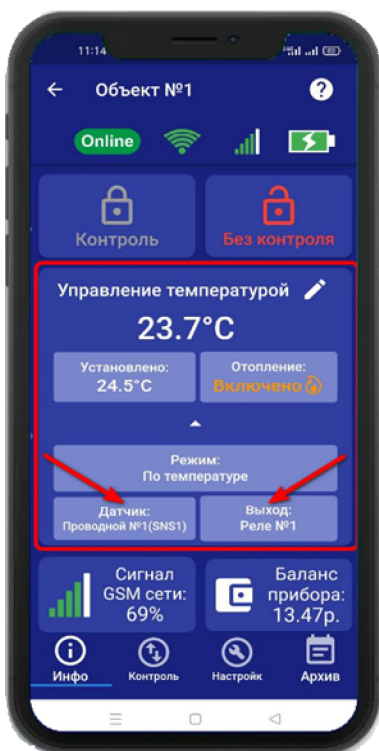 11:14
Объект №1
Online
Контроль
Без контроля
Управление температурой
23.7°C
Установлено:
24.5°C
Отопление:
Включено
Режим:
По температуре
Датчик:
Проводной №1(SNS1)
Выход:
Реле №1
Сигнал
GSM сети:
69%
Баланс
прибора:
13.47р.
Инфо
Контроль
Настройк
Архив